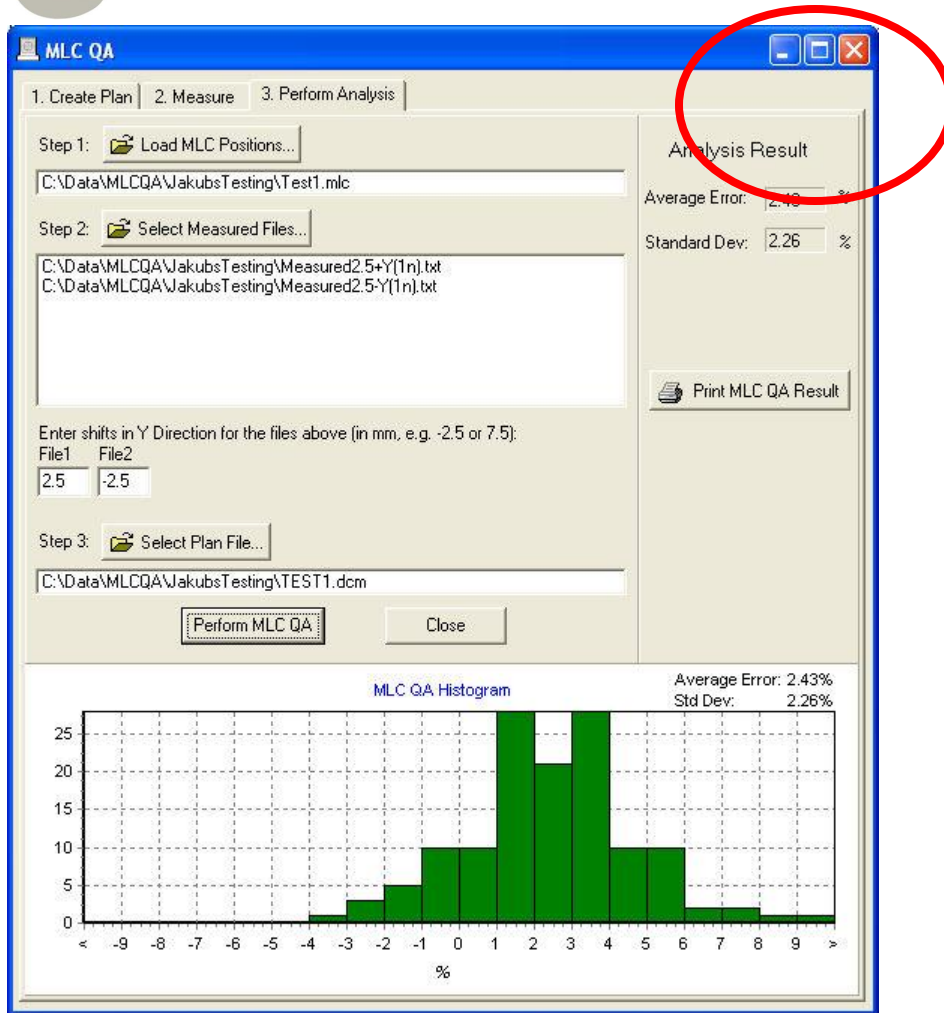 MLC QA
1. Create Plan
2. Measure
3. Perform Analysis
Step 1:
Load MLC Positions...
C:\Data\MLCQA\JakubsTesting\Test1.mlc
Step 2:
Select Measured Files...
C:\Data\MLCQA\JakubsTesting\Measured2.5+Y(1n).txt
C:\Data\MLCQA\JakubsTesting\Measured2.5-Y(1n).txt
Enter shifts in Y Direction for the files above (in mm, e.g. -2.5 or 7.5):
File1 File2
2.5 -2.5
Step 3:
Select Plan File...
C:\Data\MLCQA\JakubsTesting\TEST1.dcm
Perform MLC QA
Close
Analysis Result
Average Error: 2.43 %
Standard Dev: 2.26 %
Print MLC QA Result
MLC QA Histogram
Average Error: 2.43%
Std Dev: 2.26%
25
20
15
10
5
0
< -9 -8 -7 -6 -5 -4 -3 -2 -1 0 1 2 3 4 5 6 7 8 9 >
%